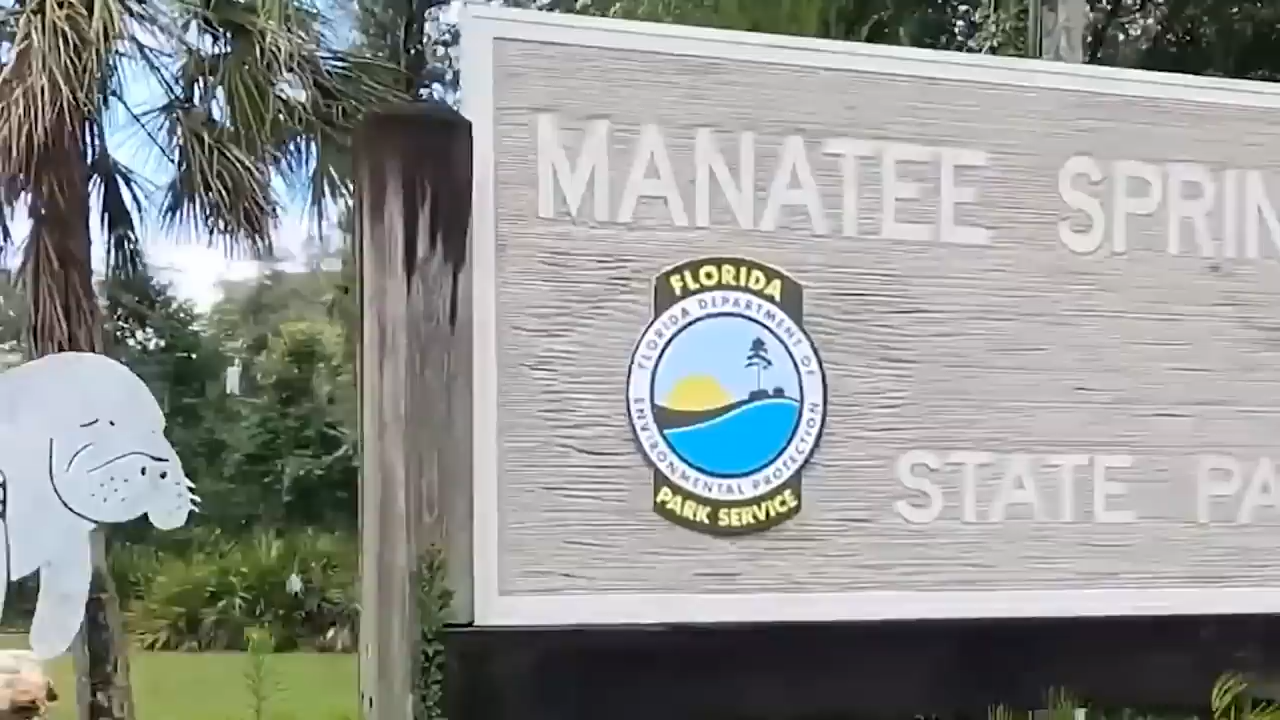 MANATEE SPRIN
FLORIDA
FLORIDA DEPARTMENT OF
ENVIRONMENTAL PROTECTION
PARK SERVICE
STATE PA